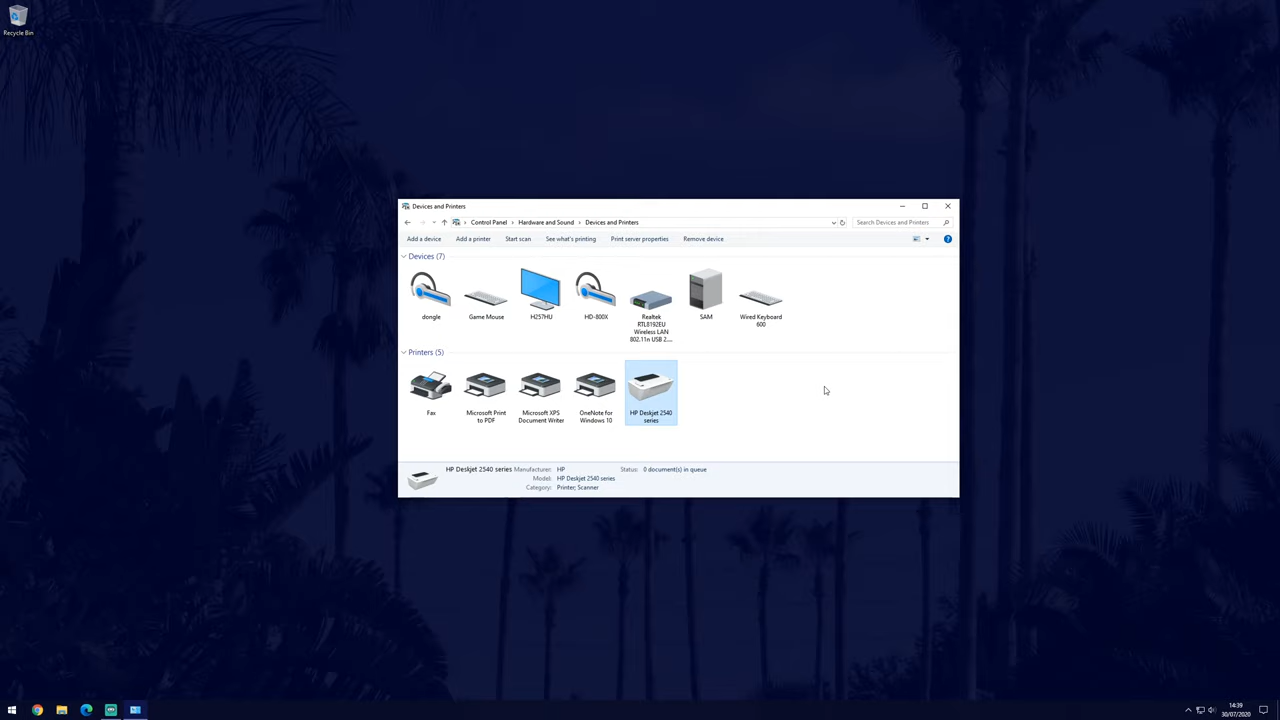 Recycle Bin
Devices and Printers
Control Panel > Hardware and Sound > Devices and Printers
Search Devices and Printers
Add a device Add a printer Start scan See what's printing Print server properties Remove device
Devices (7)
dongle
Game Mouse
H257HU
HD-800X
Realtek
RTL8192EU
Wireless LAN
802.11n USB 2....
SAM
Wired Keyboard
600
Printers (5)
Fax
Microsoft Print
to PDF
Microsoft XPS
Document Writer
OneNote for
Windows 10
HP Deskjet 2540
series
HP Deskjet 2540 series Manufacturer: HP Status: 0 document(s) in queue
Model: HP Deskjet 2540 series
Category: Printer; Scanner
14:39
30/07/2020